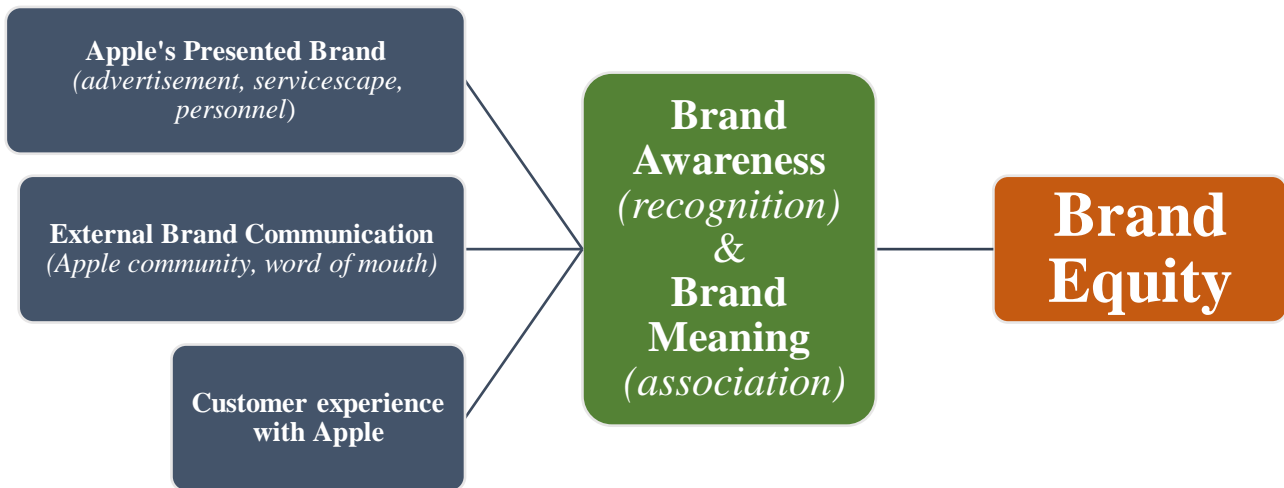 Apple's Presented Brand
(advertisement, servicescape,
personnel)
External Brand Communication
(Apple community, word of mouth)
Customer experience
with Apple
Brand
Awareness
(recognition)
&
Brand
Meaning
(association)
Brand
Equity